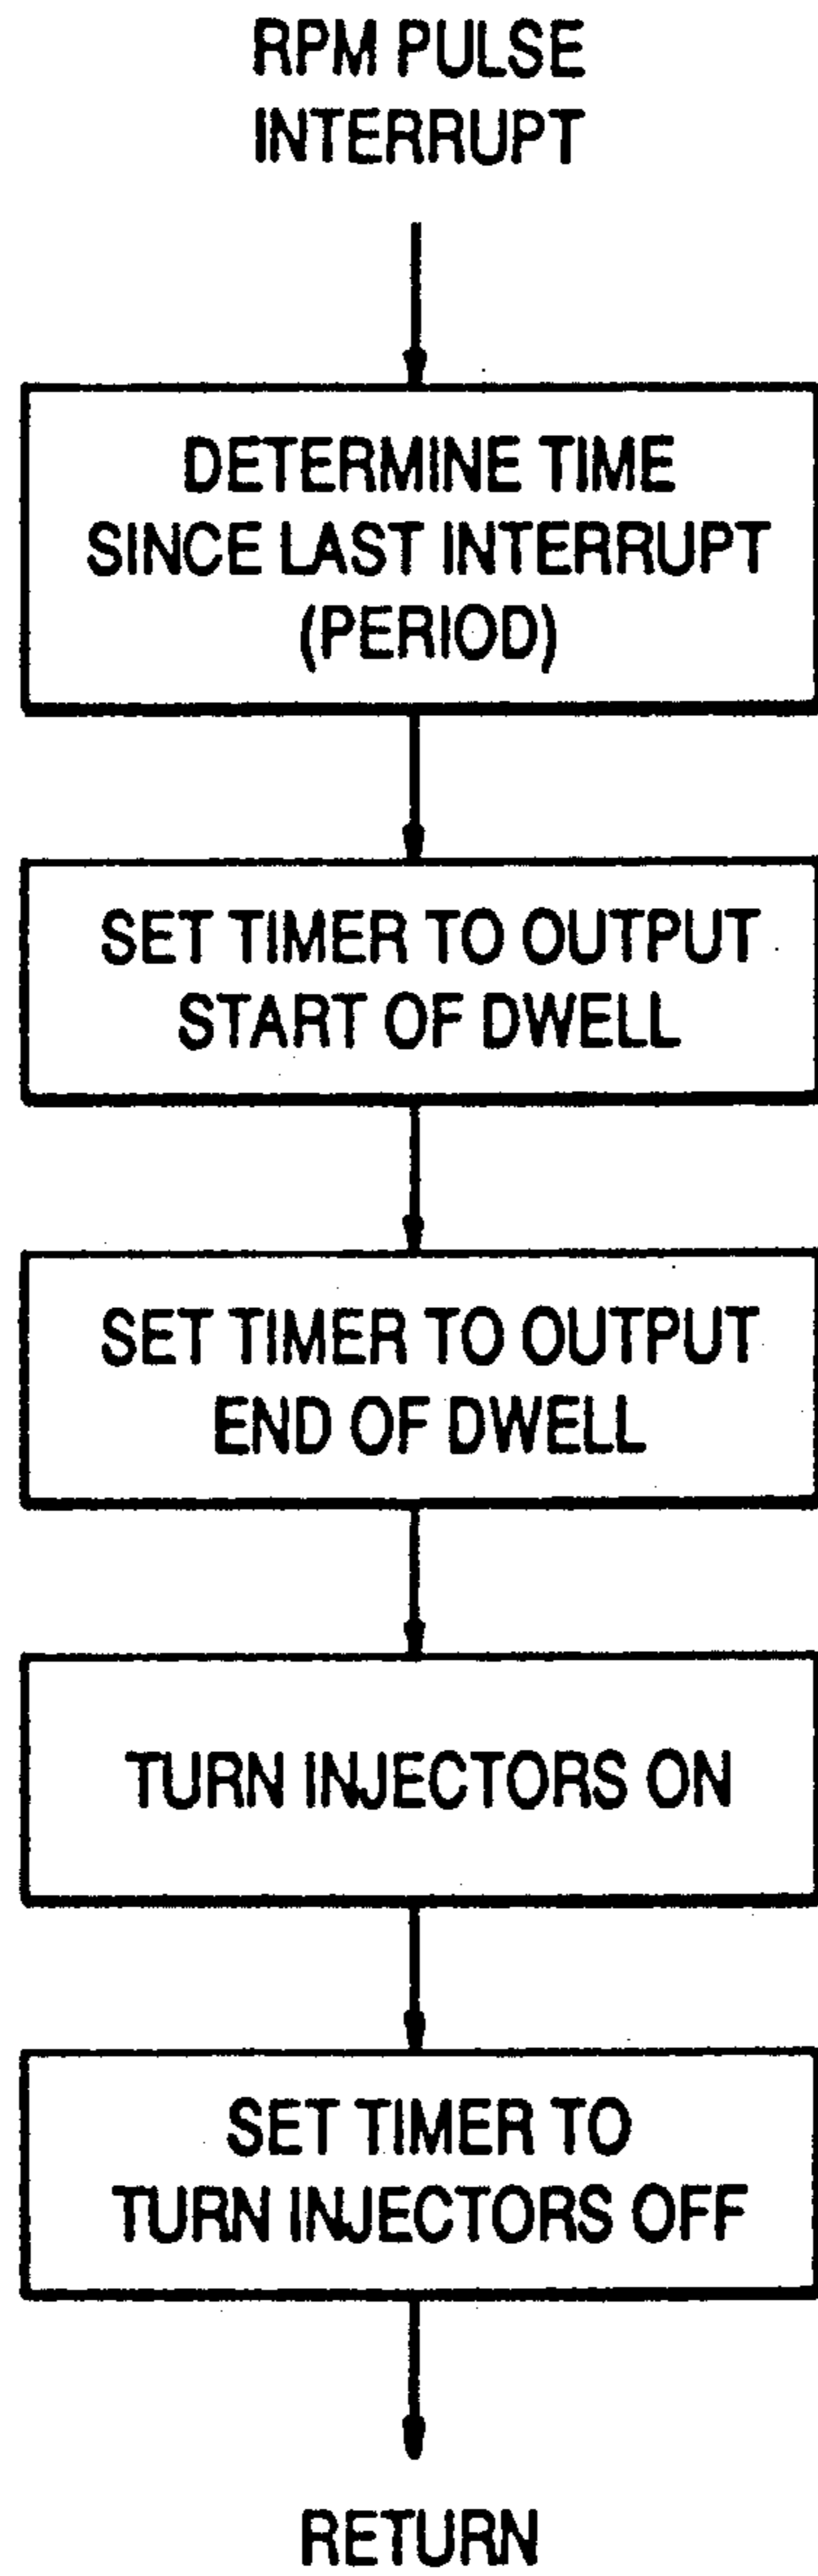 RPM PULSE
INTERRUPT
DETERMINE TIME
SINCE LAST INTERRUPT
(PERIOD)
SET TIMER TO OUTPUT
START OF DWELL
SET TIMER TO OUTPUT
END OF DWELL
TURN INJECTORS ON
SET TIMER TO
TURN INJECTORS OFF
RETURN